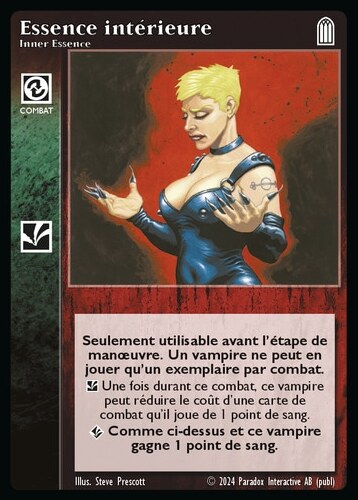 Essence intérieure
Inner Essence
COMBAT
Seulement utilisable avant l'étape de
manœuvre. Un vampire ne peut en
jouer qu'un exemplaire par combat.
Une fois durant ce combat, ce vampire
peut réduire le coût d'une carte de
combat qu'il joue de 1 point de sang.
Comme ci-dessus et ce vampire
gagne 1 point de sang.
Illus. Steve Prescott
© 2024 Paradox Interactive AB (publ)